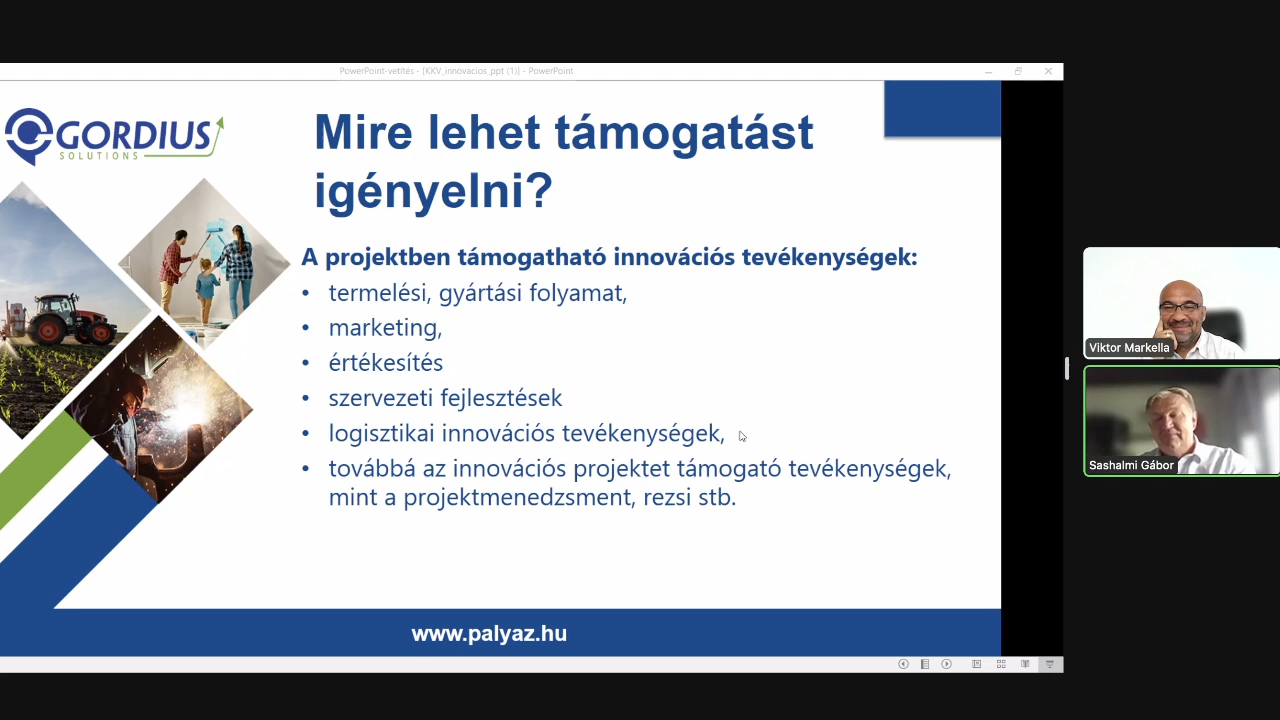 PowerPoint-vetítés - [KKV_innovacios_ppt (1)] - PowerPoint
GORDIUS
SOLUTIONS
Mire lehet támogatást
igényelni?
A projektben támogatható innovációs tevékenységek:
• termelési, gyártási folyamat,
• marketing,
• értékesítés
• szervezeti fejlesztések
• logisztikai innovációs tevékenységek,
• továbbá az innovációs projektet támogató tevékenységek,
mint a projektmenedzsment, rezsi stb.
www.palyaz.hu
Viktor Markella
Sashalmi Gábor